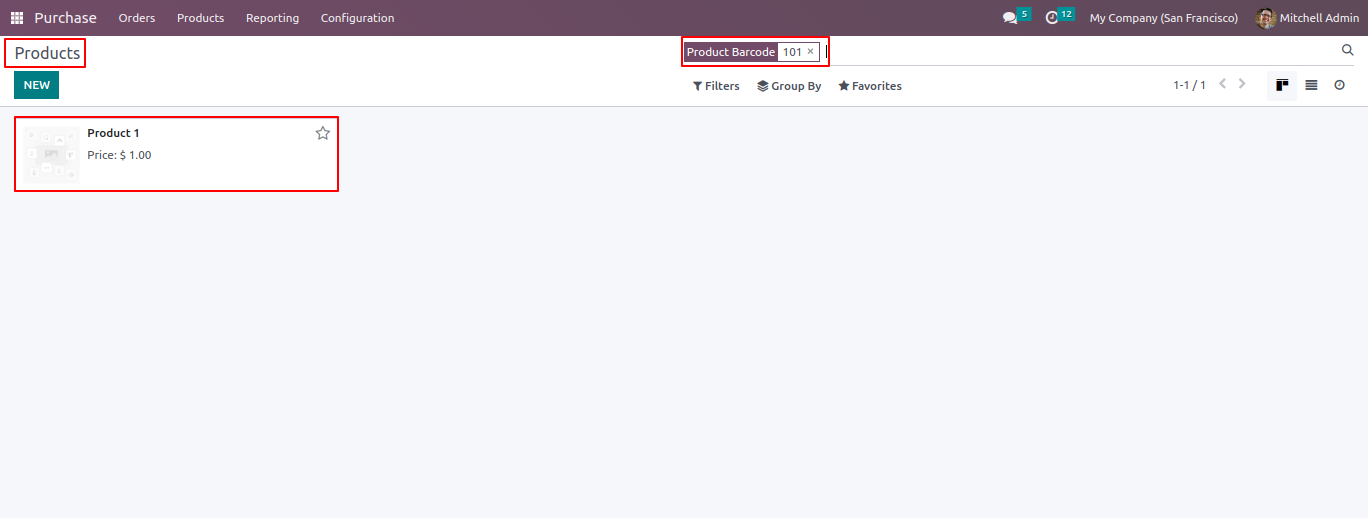 Purchase Orders Products Reporting Configuration 5 12 My Company (San Francisco) Mitchell Admin
Products Product Barcode 101 ×
NEW Filters Group By Favorites 1-1 / 1
Product 1
Price: $ 1.00